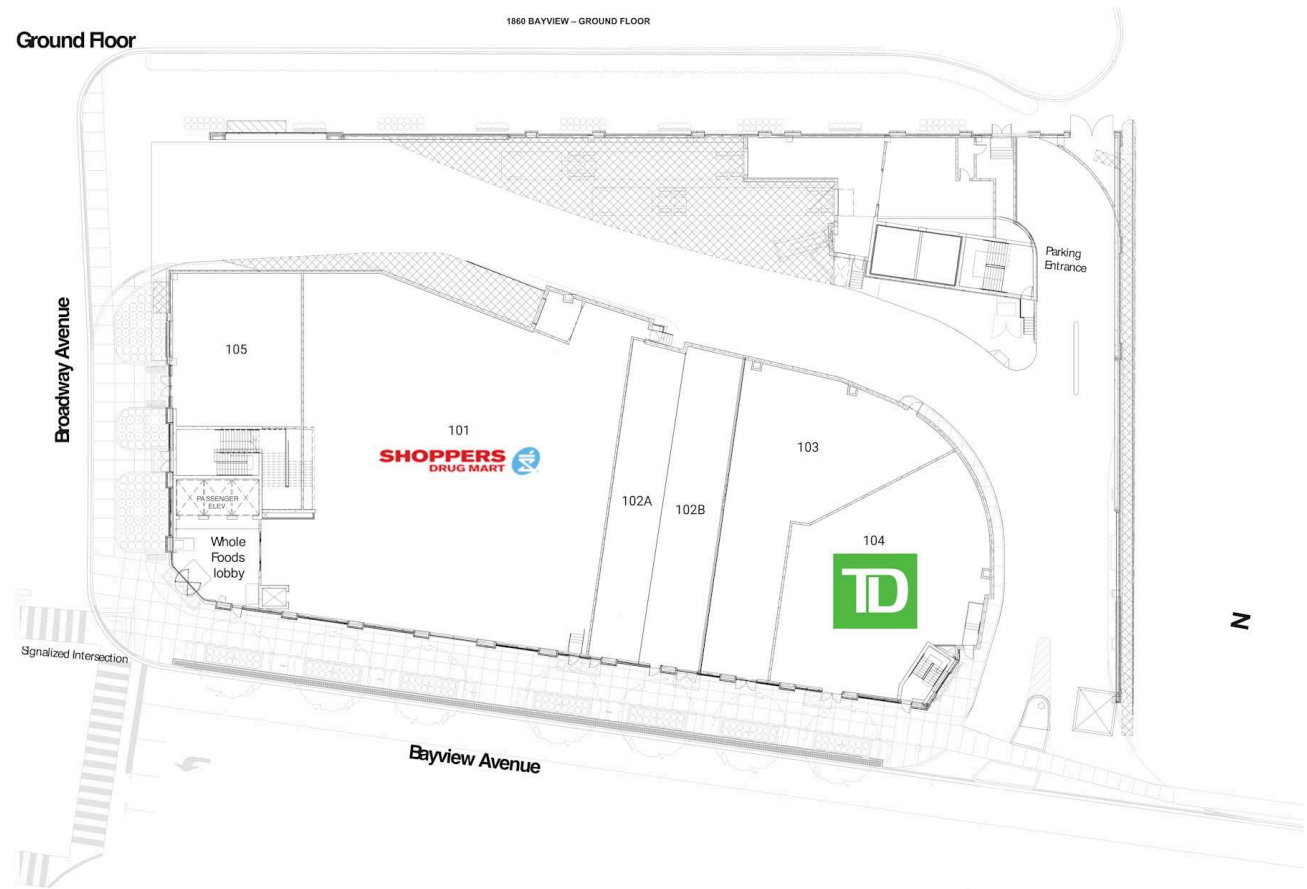 1860 BAYVIEW – GROUND FLOOR
Ground Floor
Parking
Entrance
Broadway Avenue
105
101
SHOPPERS
DRUG MART
103
102A
102B
PASSENGER
ELEV.
Whole
Foods
lobby
104
TD
N
Signalized Intersection
Bayview Avenue